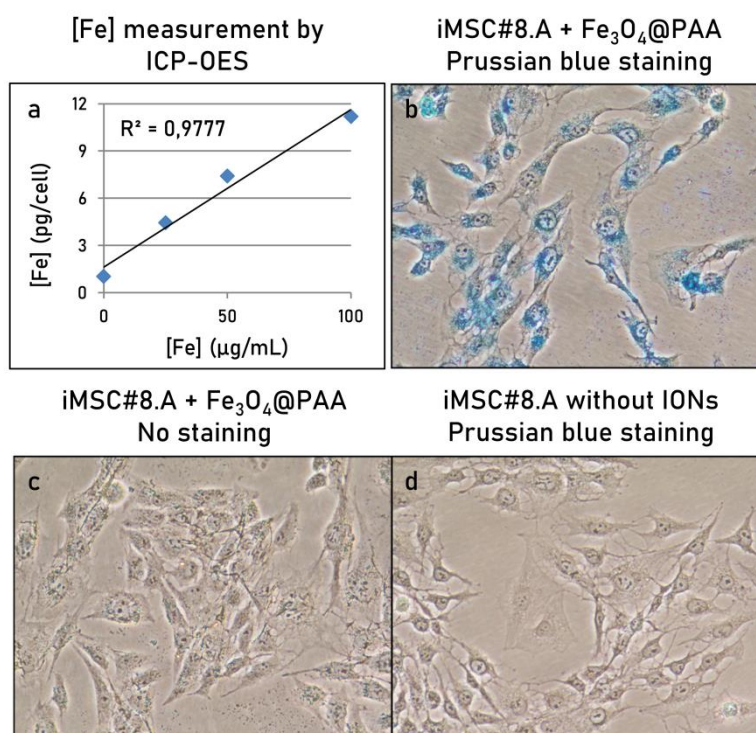 [Fe] measurement by
ICP-OES
iMSC#8.A + Fe₃O₄@PAA
Prussian blue staining
a
12
R² = 0,9777
9
6
3
0
[Fe] (pg/cell)
0
50
100
[Fe] (µg/mL)
b
iMSC#8.A + Fe₃O₄@PAA
No staining
iMSC#8.A without IONs
Prussian blue staining
c
d